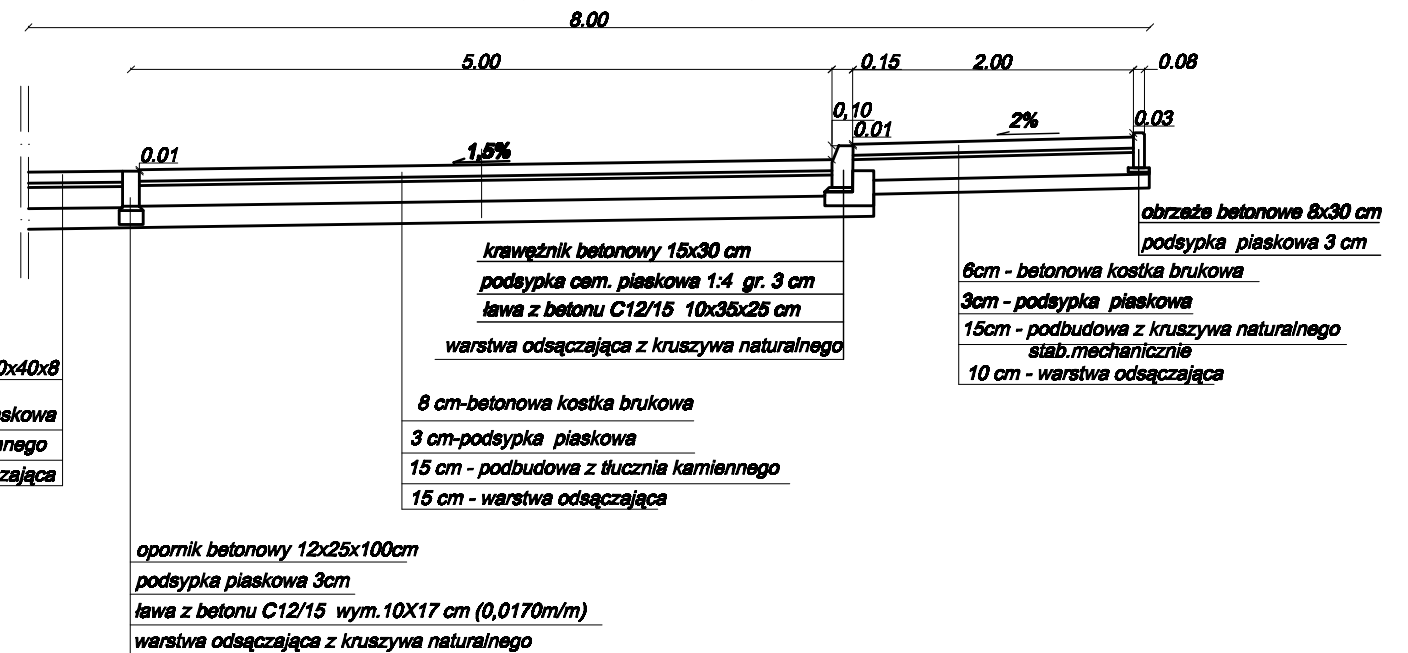 8.00
5.00
0.15
2.00
0.08
0,10
0.01
2%
0.03
0.01
1,5%
obrzeże betonowe 8x30 cm
podsypka piaskowa 3 cm
krawężnik betonowy 15x30 cm
podsypka cem. piaskowa 1:4 gr. 3 cm
ława z betonu C12/15 10x35x25 cm
warstwa odsączająca z kruszywa naturalnego
6cm - betonowa kostka brukowa
3cm - podsypka piaskowa
15cm - podbudowa z kruszywa naturalnego
stab.mechanicznie
10 cm - warstwa odsączająca
0x40x8
skowa
nnego
zająca
8 cm-betonowa kostka brukowa
3 cm-podsypka piaskowa
15 cm - podbudowa z tłucznia kamiennego
15 cm - warstwa odsączająca
opornik betonowy 12x25x100cm
podsypka piaskowa 3cm
ława z betonu C12/15 wym.10X17 cm (0,0170m/m)
warstwa odsączająca z kruszywa naturalnego